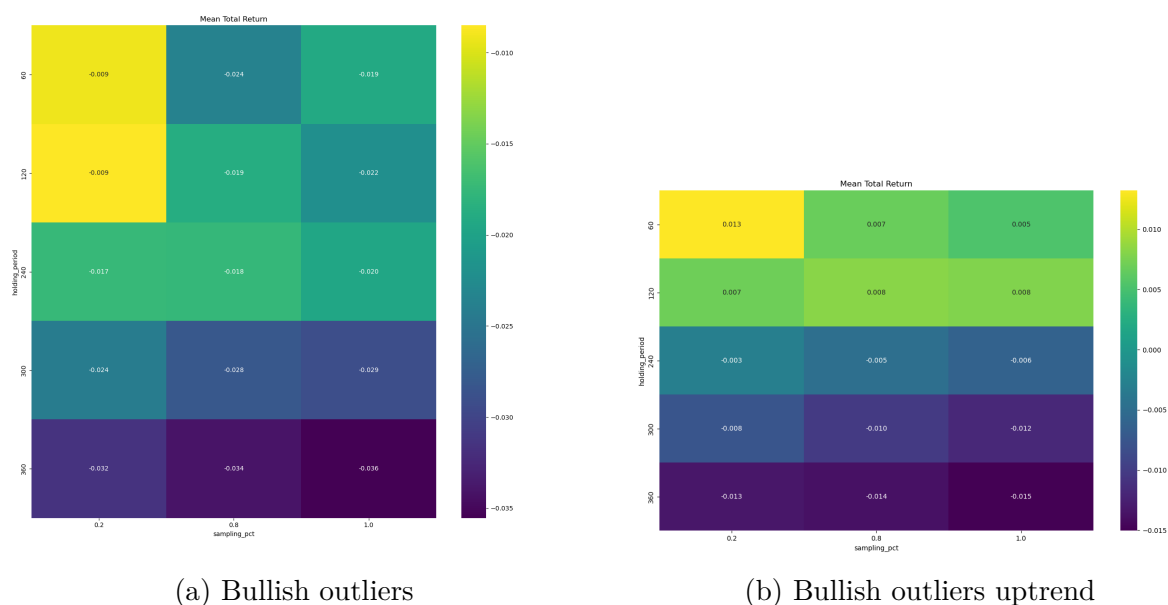 Mean Total Return
60 -0.009 -0.024 -0.019
120 -0.009 -0.019 -0.022
240 -0.017 -0.018 -0.020
300 -0.024 -0.028 -0.029
360 -0.032 -0.034 -0.036
holding_period
0.2 0.8 1.0
sampling_pct
−0.010
−0.015
−0.020
−0.025
−0.030
−0.035
(a) Bullish outliers
Mean Total Return
60 0.013 0.007 0.005
120 0.007 0.008 0.008
240 -0.003 -0.005 -0.006
300 -0.008 -0.010 -0.012
360 -0.013 -0.014 -0.015
holding_period
0.2 0.8 1.0
sampling_pct
0.010
0.005
0.000
−0.005
−0.010
−0.015
(b) Bullish outliers uptrend